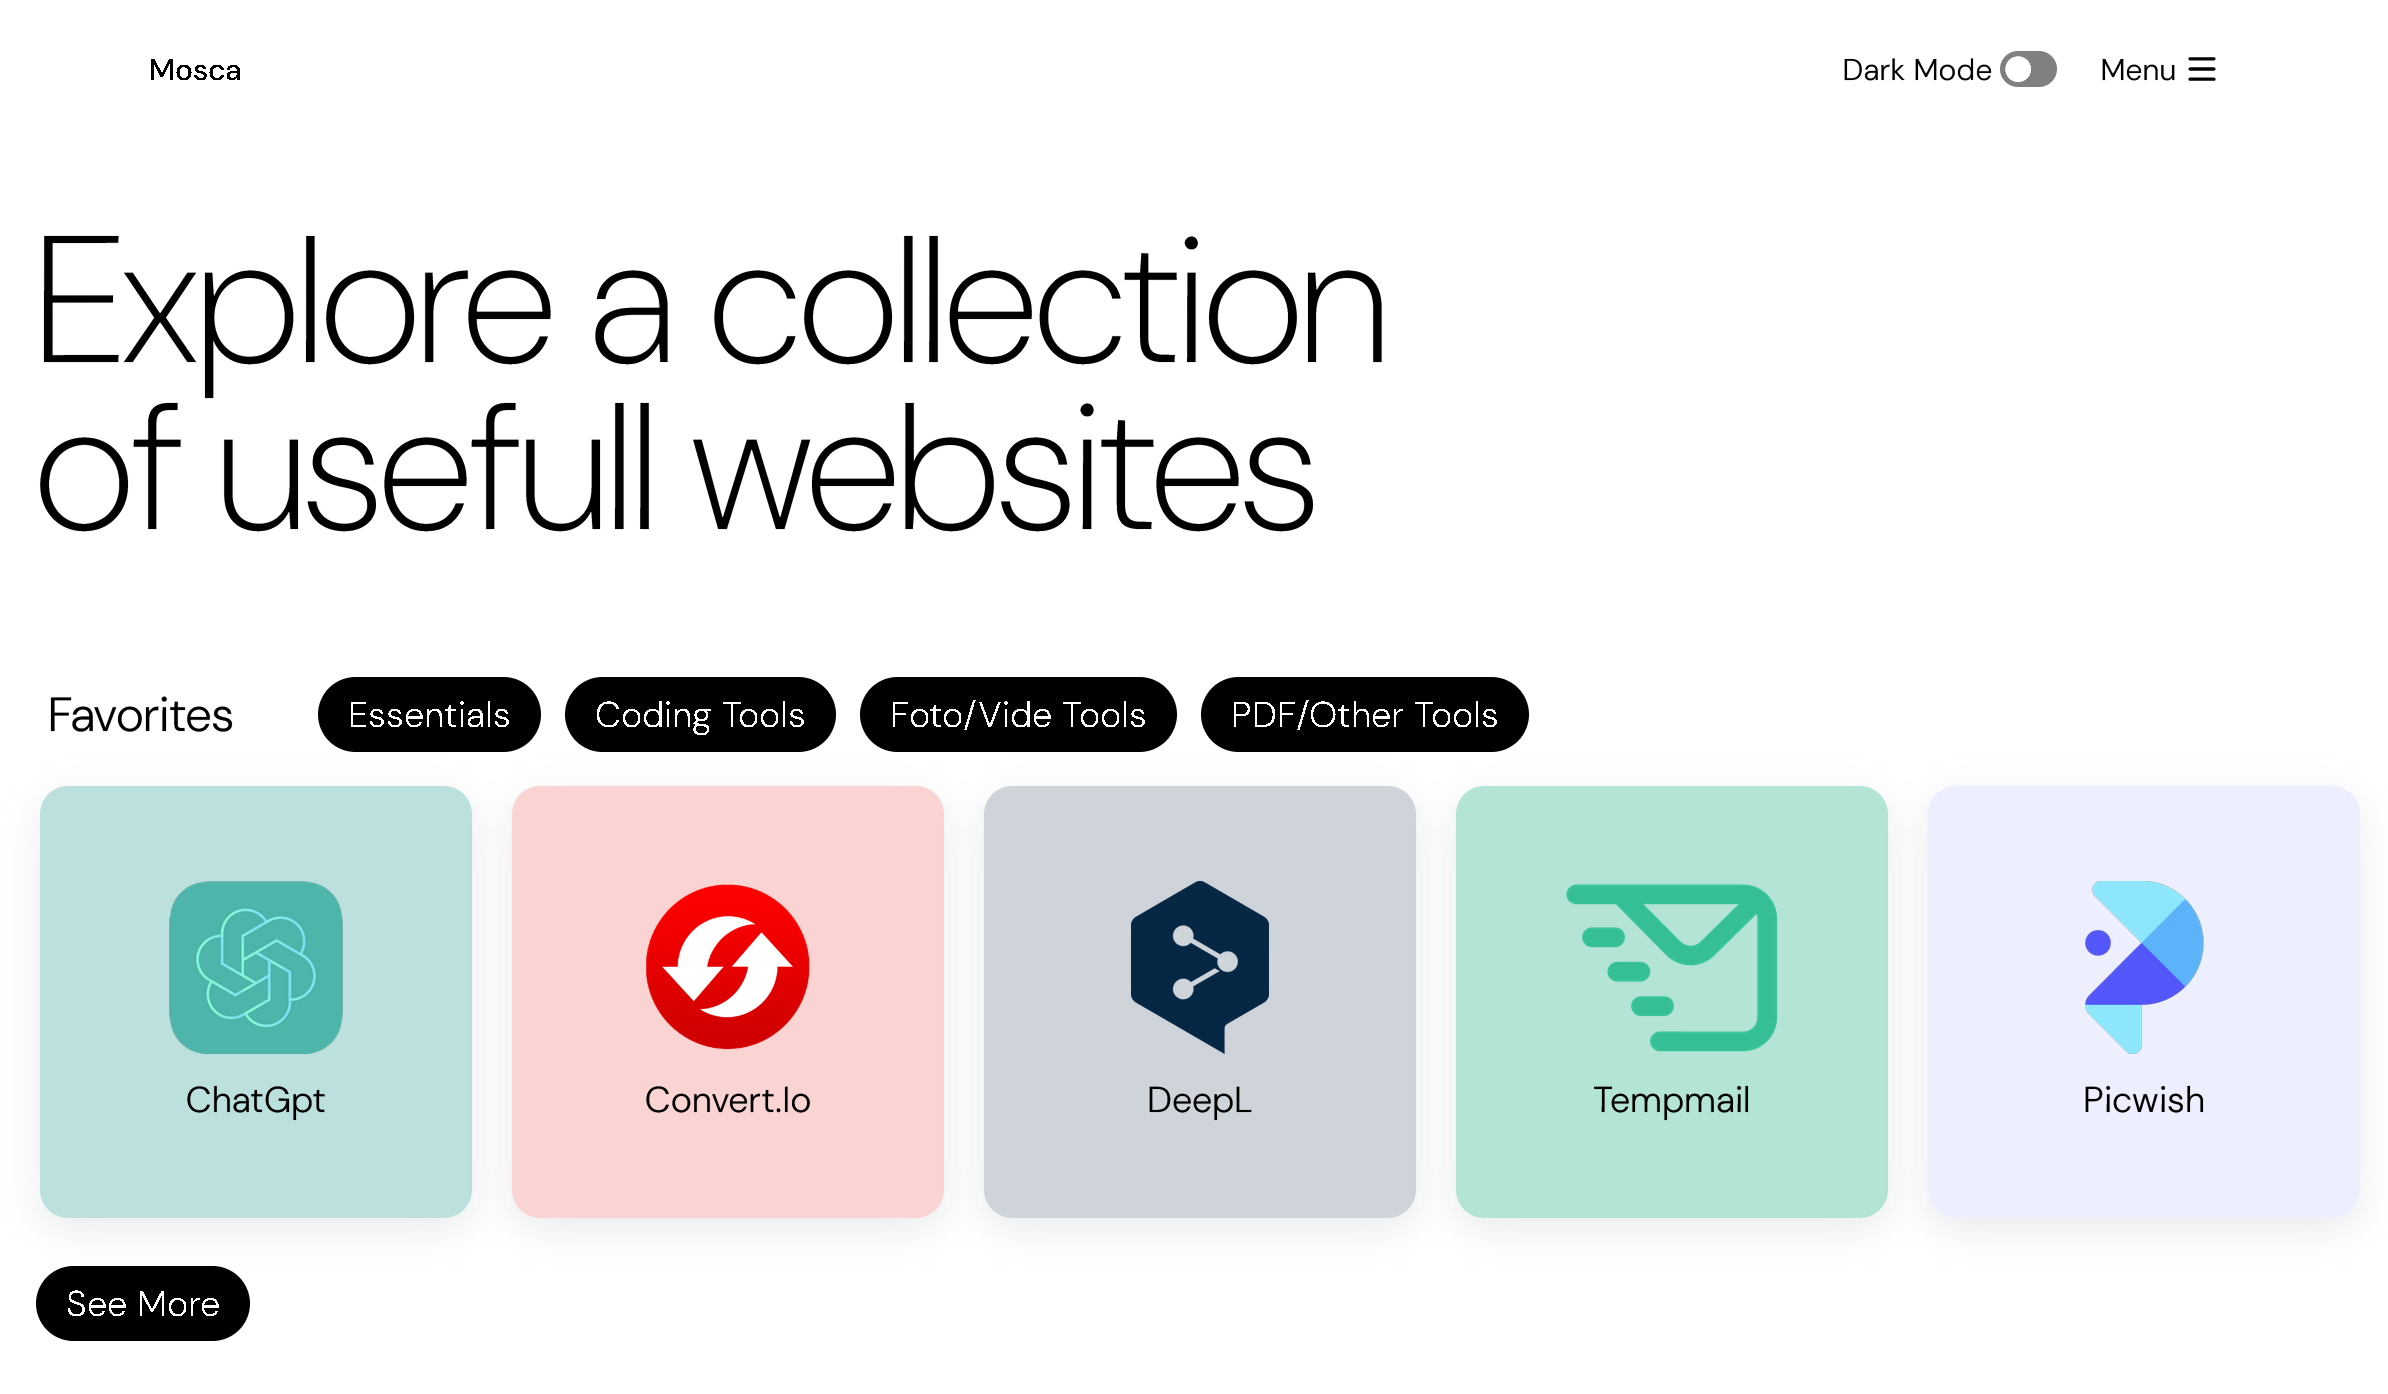 Mosca
Dark Mode
Menu
Explore a collection
of usefull websites
Favorites
Essentials
Coding Tools
Foto/Vide Tools
PDF/Other Tools
ChatGpt
Convert.Io
DeepL
Tempmail
Picwish
See More